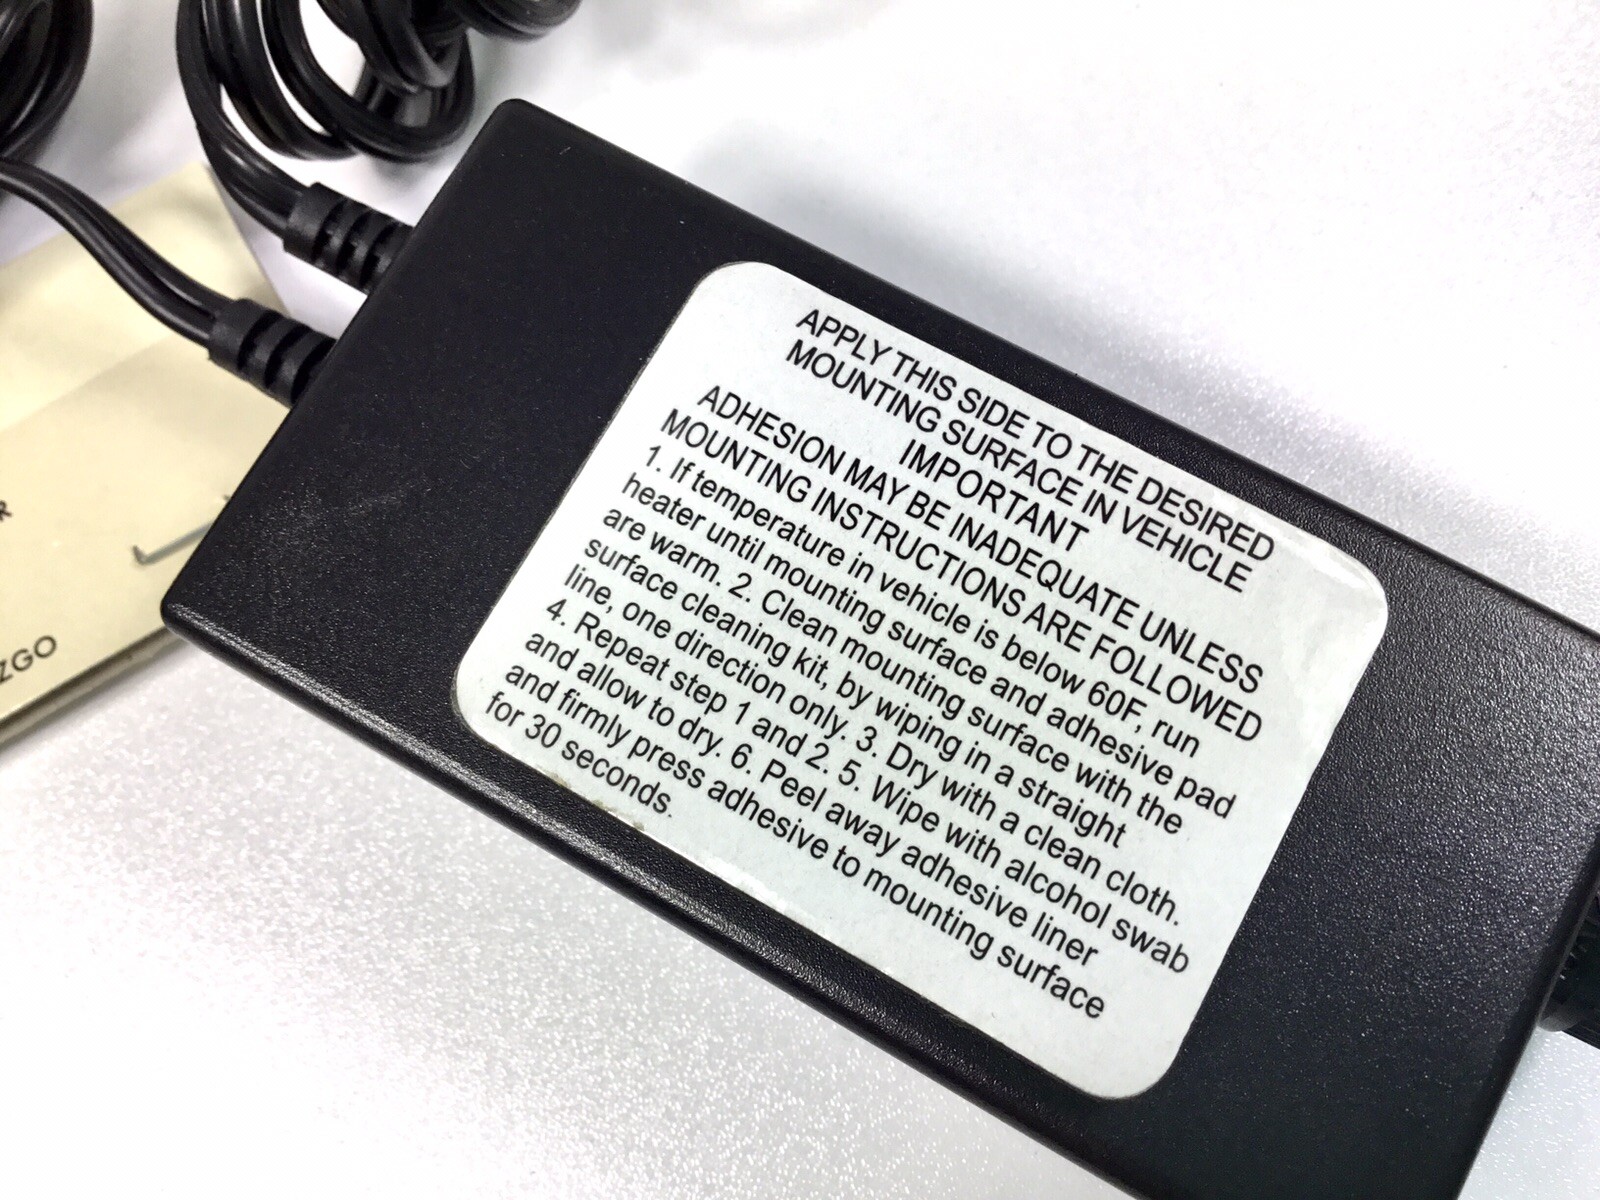 APPLY THIS SIDE TO THE DESIRED
MOUNTING SURFACE IN VEHICLE
IMPORTANT
ADHESION MAY BE INADEQUATE UNLESS
MOUNTING INSTRUCTIONS ARE FOLLOWED
1. If temperature in vehicle is below 60F, run
heater until mounting surface and adhesive pad
are warm. 2. Clean mounting surface with the
surface cleaning kit, by wiping in a straight
line, one direction only. 3. Dry with a clean cloth.
4. Repeat step 1 and 2. 5. Wipe with alcohol swab
and allow to dry. 6. Peel away adhesive liner
and firmly press adhesive to mounting surface
for 30 seconds.
ZGO